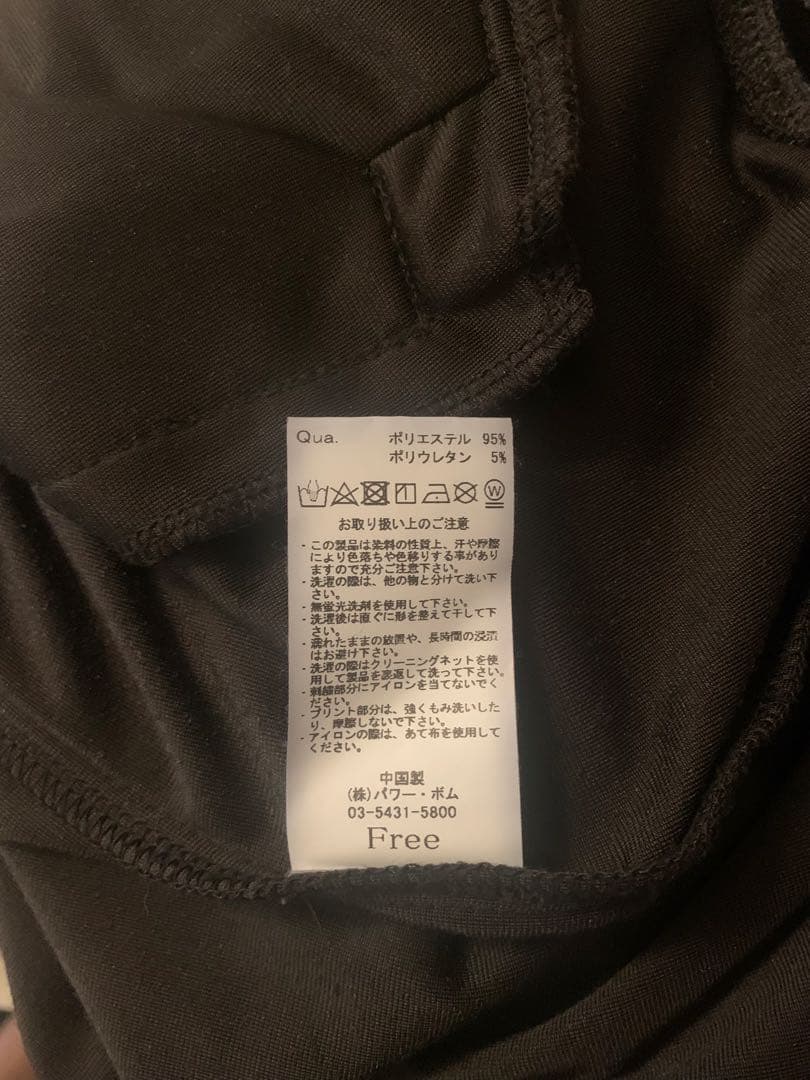 Qua. ポリエステル 95%
ポリウレタン 5%
W
お取り扱い上のご注意
・この製品は染料の性質上、汗や摩擦
により色落ちや色移りする事があり
ますので充分ご注意下さい。
・洗濯の際は、他の物と分けて洗い下
さい。
・無蛍光洗剤を使用して下さい。
・洗濯後は直ぐに形を整えて干して下
さい。
・濡れたままの放置や、長時間の浸漬
はお避け下さい。
・洗濯の際はクリーニングネットを使
用して製品を裏返して洗って下さい。
・刺繍部分にアイロンを当てないでく
ださい。
・プリント部分は、強くもみ洗いした
り、摩擦しないで下さい。
・アイロンの際は、あて布を使用して
ください。
中国製
(株)パワー・ボム
03-5431-5800
Free